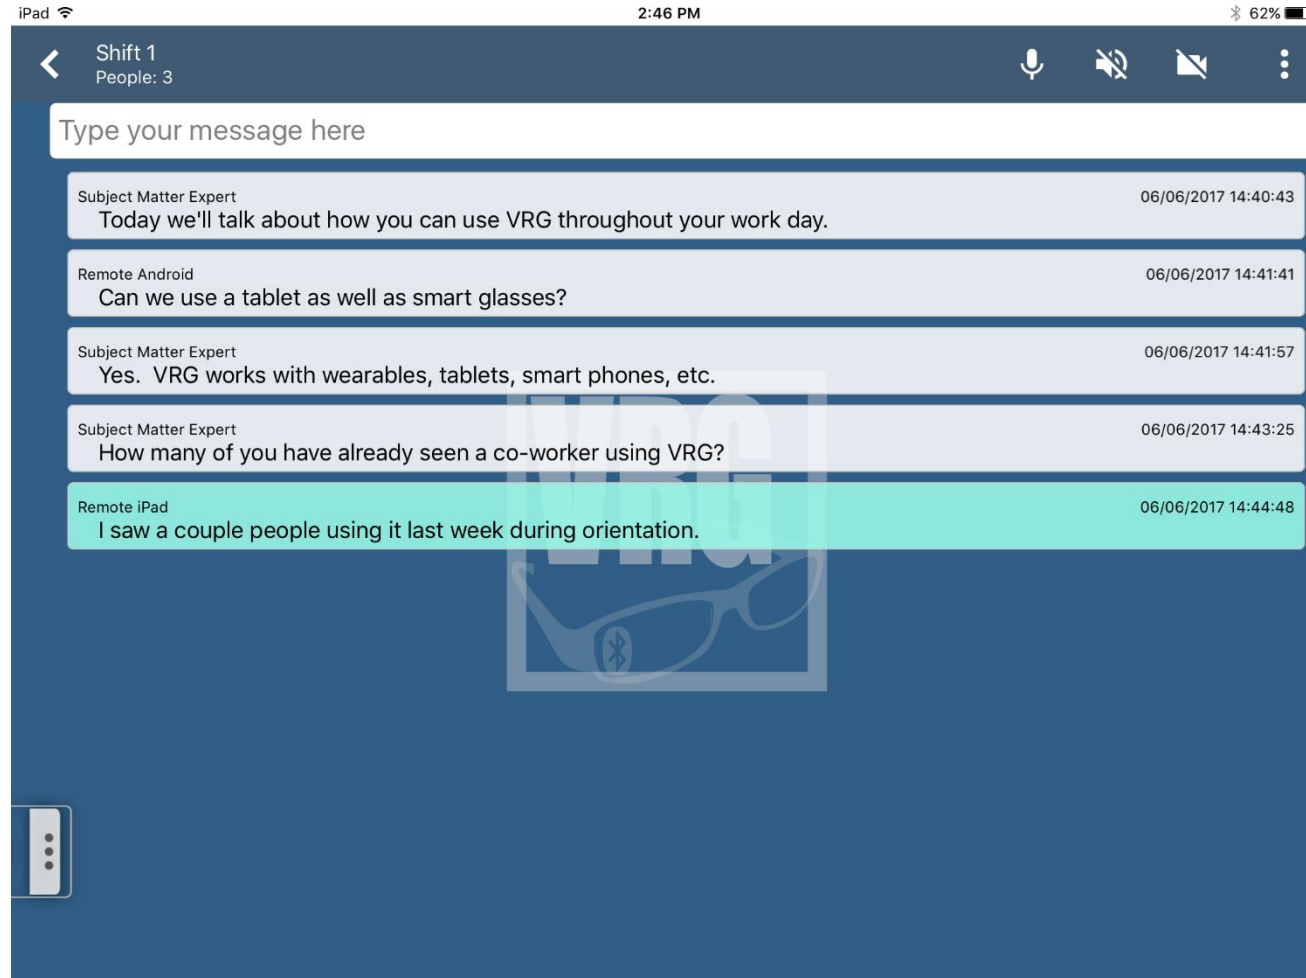 iPad
2:46 PM
62%
Shift 1
People: 3
Type your message here
Subject Matter Expert
06/06/2017 14:40:43
Today we'll talk about how you can use VRG throughout your work day.
Remote Android
06/06/2017 14:41:41
Can we use a tablet as well as smart glasses?
Subject Matter Expert
06/06/2017 14:41:57
Yes.  VRG works with wearables, tablets, smart phones, etc.
Subject Matter Expert
06/06/2017 14:43:25
How many of you have already seen a co-worker using VRG?
Remote iPad
06/06/2017 14:44:48
I saw a couple people using it last week during orientation.
VRG